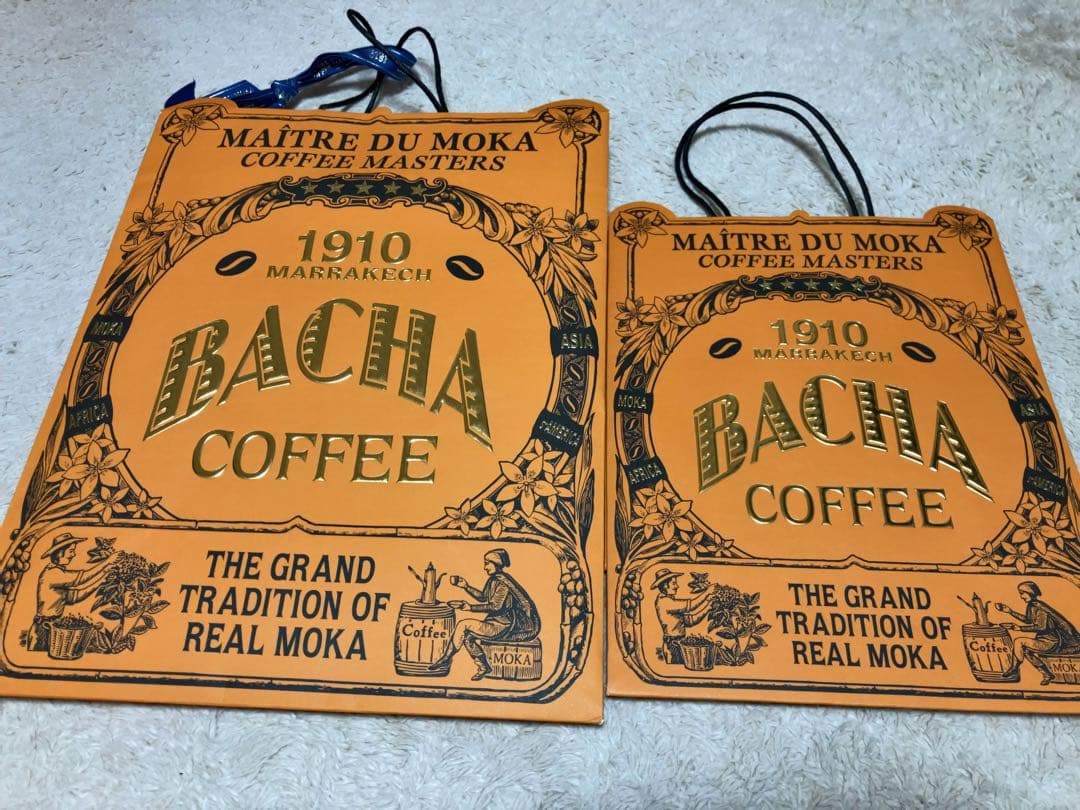 MAÎTRE DU MOKA
COFFEE MASTERS
1910
MARRAKECH
BACHA
COFFEE
MOKA
AFRICA
ASIA
AMERICA
THE GRAND
TRADITION OF
REAL MOKA
Coffee
MOKA
MAÎTRE DU MOKA
COFFEE MASTERS
1910
MARRAKECH
BACHA
COFFEE
MOKA
AFRICA
ASIA
AMERICA
THE GRAND
TRADITION OF
REAL MOKA
Coffee
MOKA